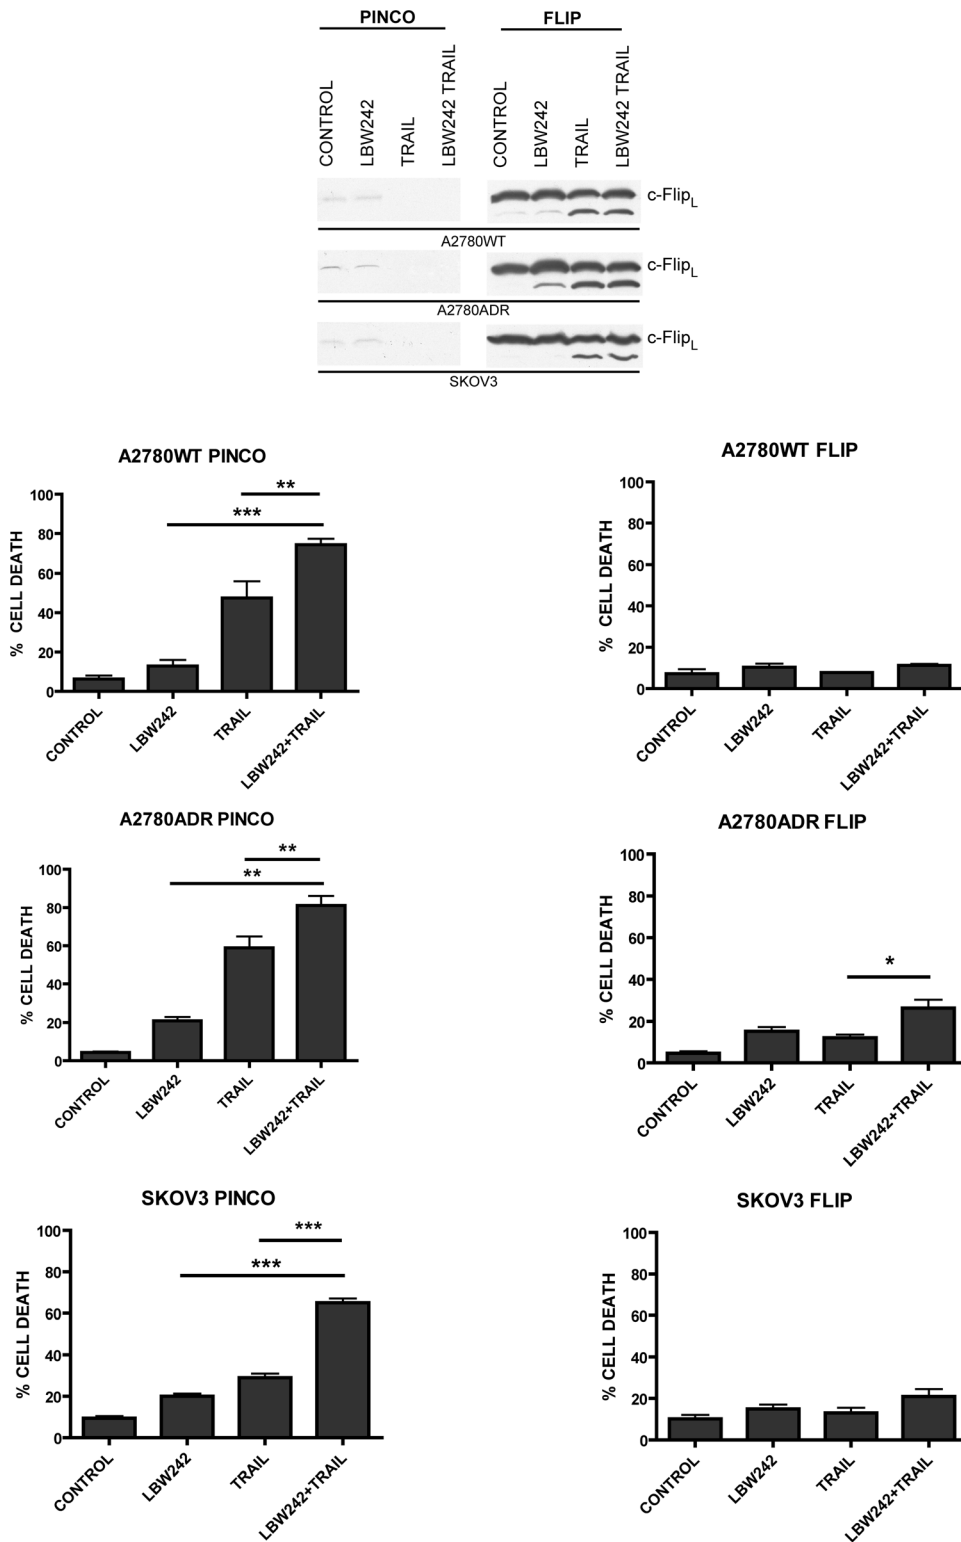 PINCO FLIP
CONTROL LBW242 TRAIL LBW242 TRAIL CONTROL LBW242 TRAIL LBW242 TRAIL
c-FlipL
A2780WT
c-FlipL
A2780ADR
c-FlipL
SKOV3
A2780WT PINCO
% CELL DEATH
100
80
60
40
20
0
**
***
CONTROL LBW242 TRAIL LBW242+TRAIL
A2780WT FLIP
% CELL DEATH
100
80
60
40
20
0
CONTROL LBW242 TRAIL LBW242+TRAIL
A2780ADR PINCO
% CELL DEATH
100
80
60
40
20
0
**
**
CONTROL LBW242 TRAIL LBW242+TRAIL
A2780ADR FLIP
% CELL DEATH
100
80
60
40
20
0
*
CONTROL LBW242 TRAIL LBW242+TRAIL
SKOV3 PINCO
% CELL DEATH
100
80
60
40
20
0
***
***
CONTROL LBW242 TRAIL LBW242+TRAIL
SKOV3 FLIP
% CELL DEATH
100
80
60
40
20
0
CONTROL LBW242 TRAIL LBW242+TRAIL